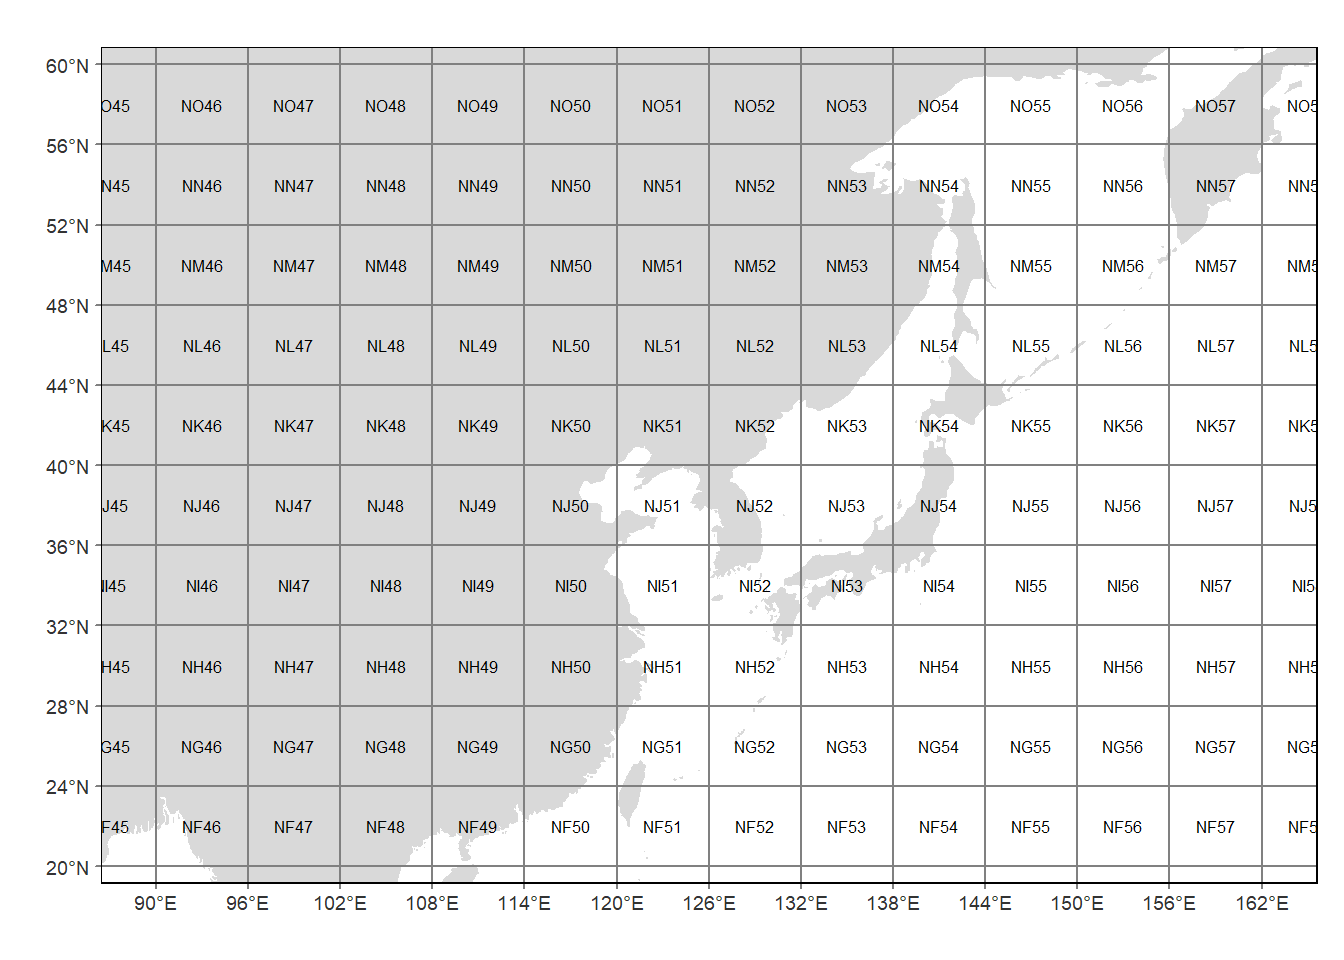 60°N
O45 NO46 NO47 NO48 NO49 NO50 NO51 NO52 NO53 NO54 NO55 NO56 NO57 NO5
56°N
N45 NN46 NN47 NN48 NN49 NN50 NN51 NN52 NN53 NN54 NN55 NN56 NN57 NN5
52°N
M45 NM46 NM47 NM48 NM49 NM50 NM51 NM52 NM53 NM54 NM55 NM56 NM57 NM5
48°N
L45 NL46 NL47 NL48 NL49 NL50 NL51 NL52 NL53 NL54 NL55 NL56 NL57 NL5
44°N
K45 NK46 NK47 NK48 NK49 NK50 NK51 NK52 NK53 NK54 NK55 NK56 NK57 NK5
40°N
J45 NJ46 NJ47 NJ48 NJ49 NJ50 NJ51 NJ52 NJ53 NJ54 NJ55 NJ56 NJ57 NJ5
36°N
I45 NI46 NI47 NI48 NI49 NI50 NI51 NI52 NI53 NI54 NI55 NI56 NI57 NI5
32°N
H45 NH46 NH47 NH48 NH49 NH50 NH51 NH52 NH53 NH54 NH55 NH56 NH57 NH5
28°N
G45 NG46 NG47 NG48 NG49 NG50 NG51 NG52 NG53 NG54 NG55 NG56 NG57 NG5
24°N
F45 NF46 NF47 NF48 NF49 NF50 NF51 NF52 NF53 NF54 NF55 NF56 NF57 NF5
20°N
90°E 96°E 102°E 108°E 114°E 120°E 126°E 132°E 138°E 144°E 150°E 156°E 162°E